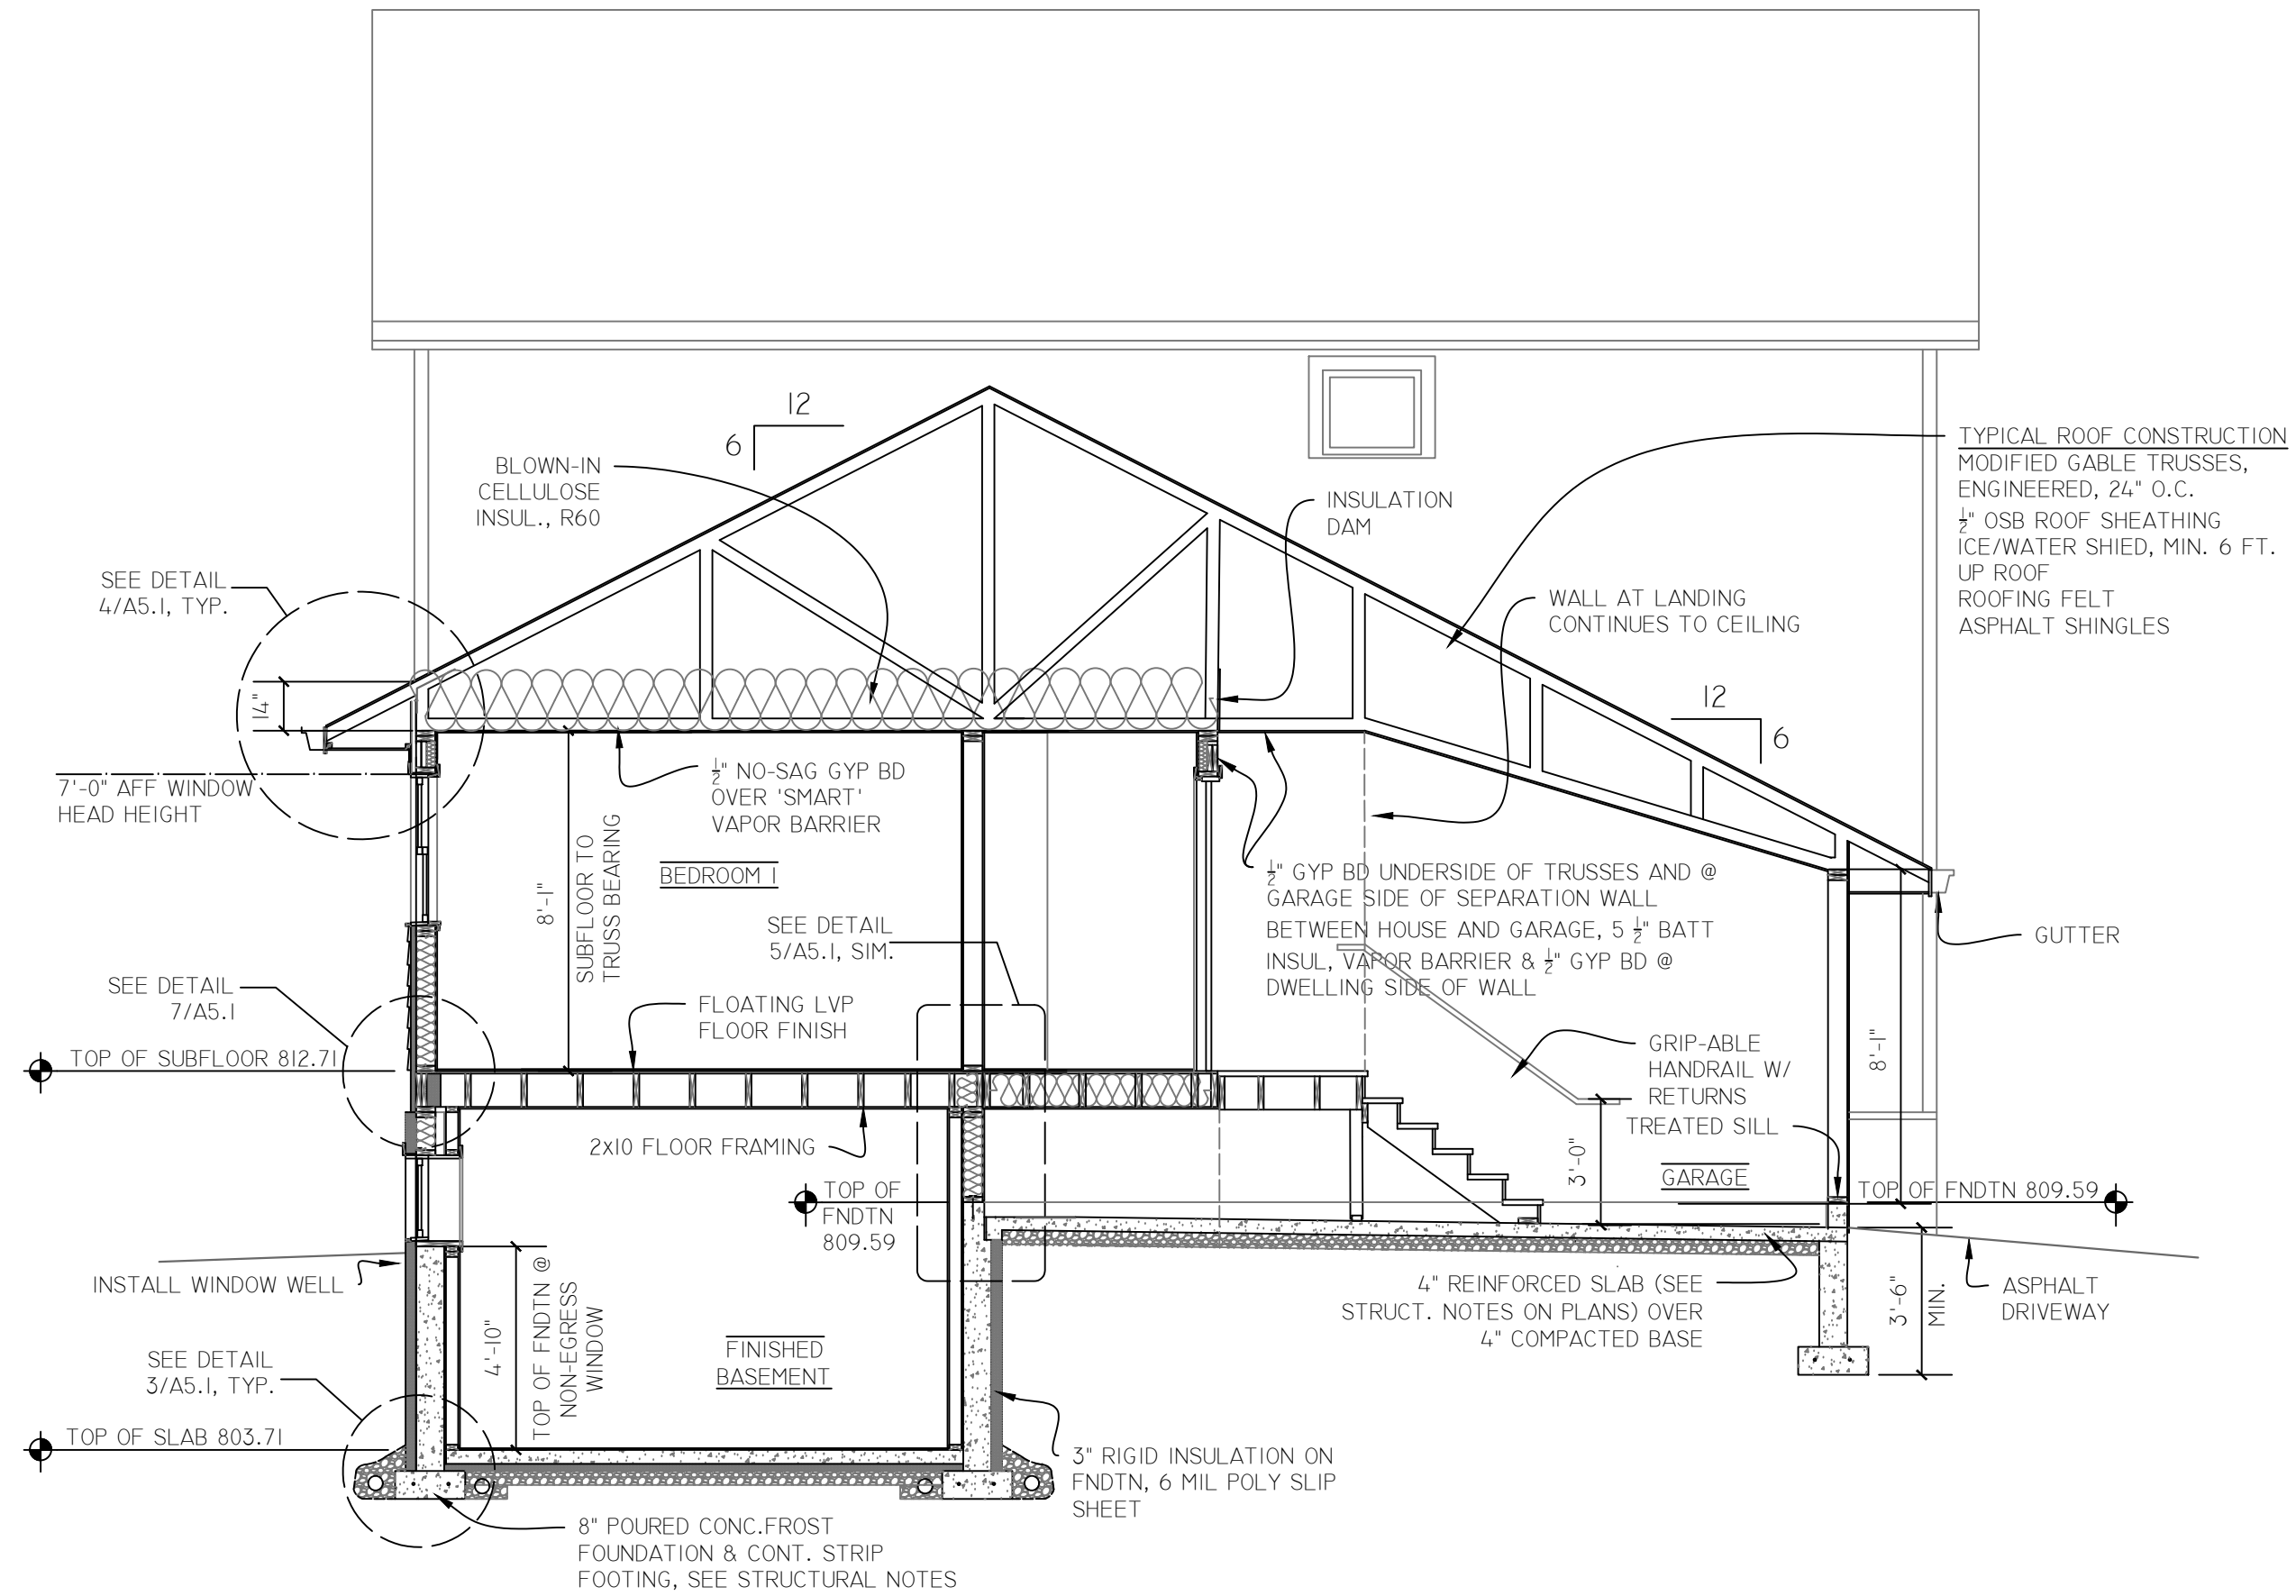 12
6
BLOWN-IN
CELLULOSE
INSUL., R60
INSULATION
DAM
TYPICAL ROOF CONSTRUCTION
MODIFIED GABLE TRUSSES,
ENGINEERED, 24" O.C.
½" OSB ROOF SHEATHING
ICE/WATER SHIED, MIN. 6 FT.
UP ROOF
ROOFING FELT
ASPHALT SHINGLES
SEE DETAIL
4/A5.1, TYP.
WALL AT LANDING
CONTINUES TO CEILING
14"
12
6
7'-0" AFF WINDOW
HEAD HEIGHT
½" NO-SAG GYP BD
OVER 'SMART'
VAPOR BARRIER
8'-1"
SUBFLOOR TO
TRUSS BEARING
BEDROOM 1
½" GYP BD UNDERSIDE OF TRUSSES AND @
GARAGE SIDE OF SEPARATION WALL
BETWEEN HOUSE AND GARAGE, 5 ½" BATT
INSUL, VAPOR BARRIER & ½" GYP BD @
DWELLING SIDE OF WALL
SEE DETAIL
5/A5.1, SIM.
GUTTER
SEE DETAIL
7/A5.1
FLOATING LVP
FLOOR FINISH
TOP OF SUBFLOOR 812.71
GRIP-ABLE
HANDRAIL W/
RETURNS
8'-1"
TREATED SILL
2x10 FLOOR FRAMING
3'-0"
GARAGE
TOP OF
FNDTN
809.59
TOP OF FNDTN 809.59
INSTALL WINDOW WELL
4'-10"
TOP OF FNDTN @
NON-EGRESS
WINDOW
4" REINFORCED SLAB (SEE
STRUCT. NOTES ON PLANS) OVER
4" COMPACTED BASE
3'-6"
MIN.
ASPHALT
DRIVEWAY
FINISHED
BASEMENT
SEE DETAIL
3/A5.1, TYP.
TOP OF SLAB 803.71
3" RIGID INSULATION ON
FNDTN, 6 MIL POLY SLIP
SHEET
8" POURED CONC.FROST
FOUNDATION & CONT. STRIP
FOOTING, SEE STRUCTURAL NOTES